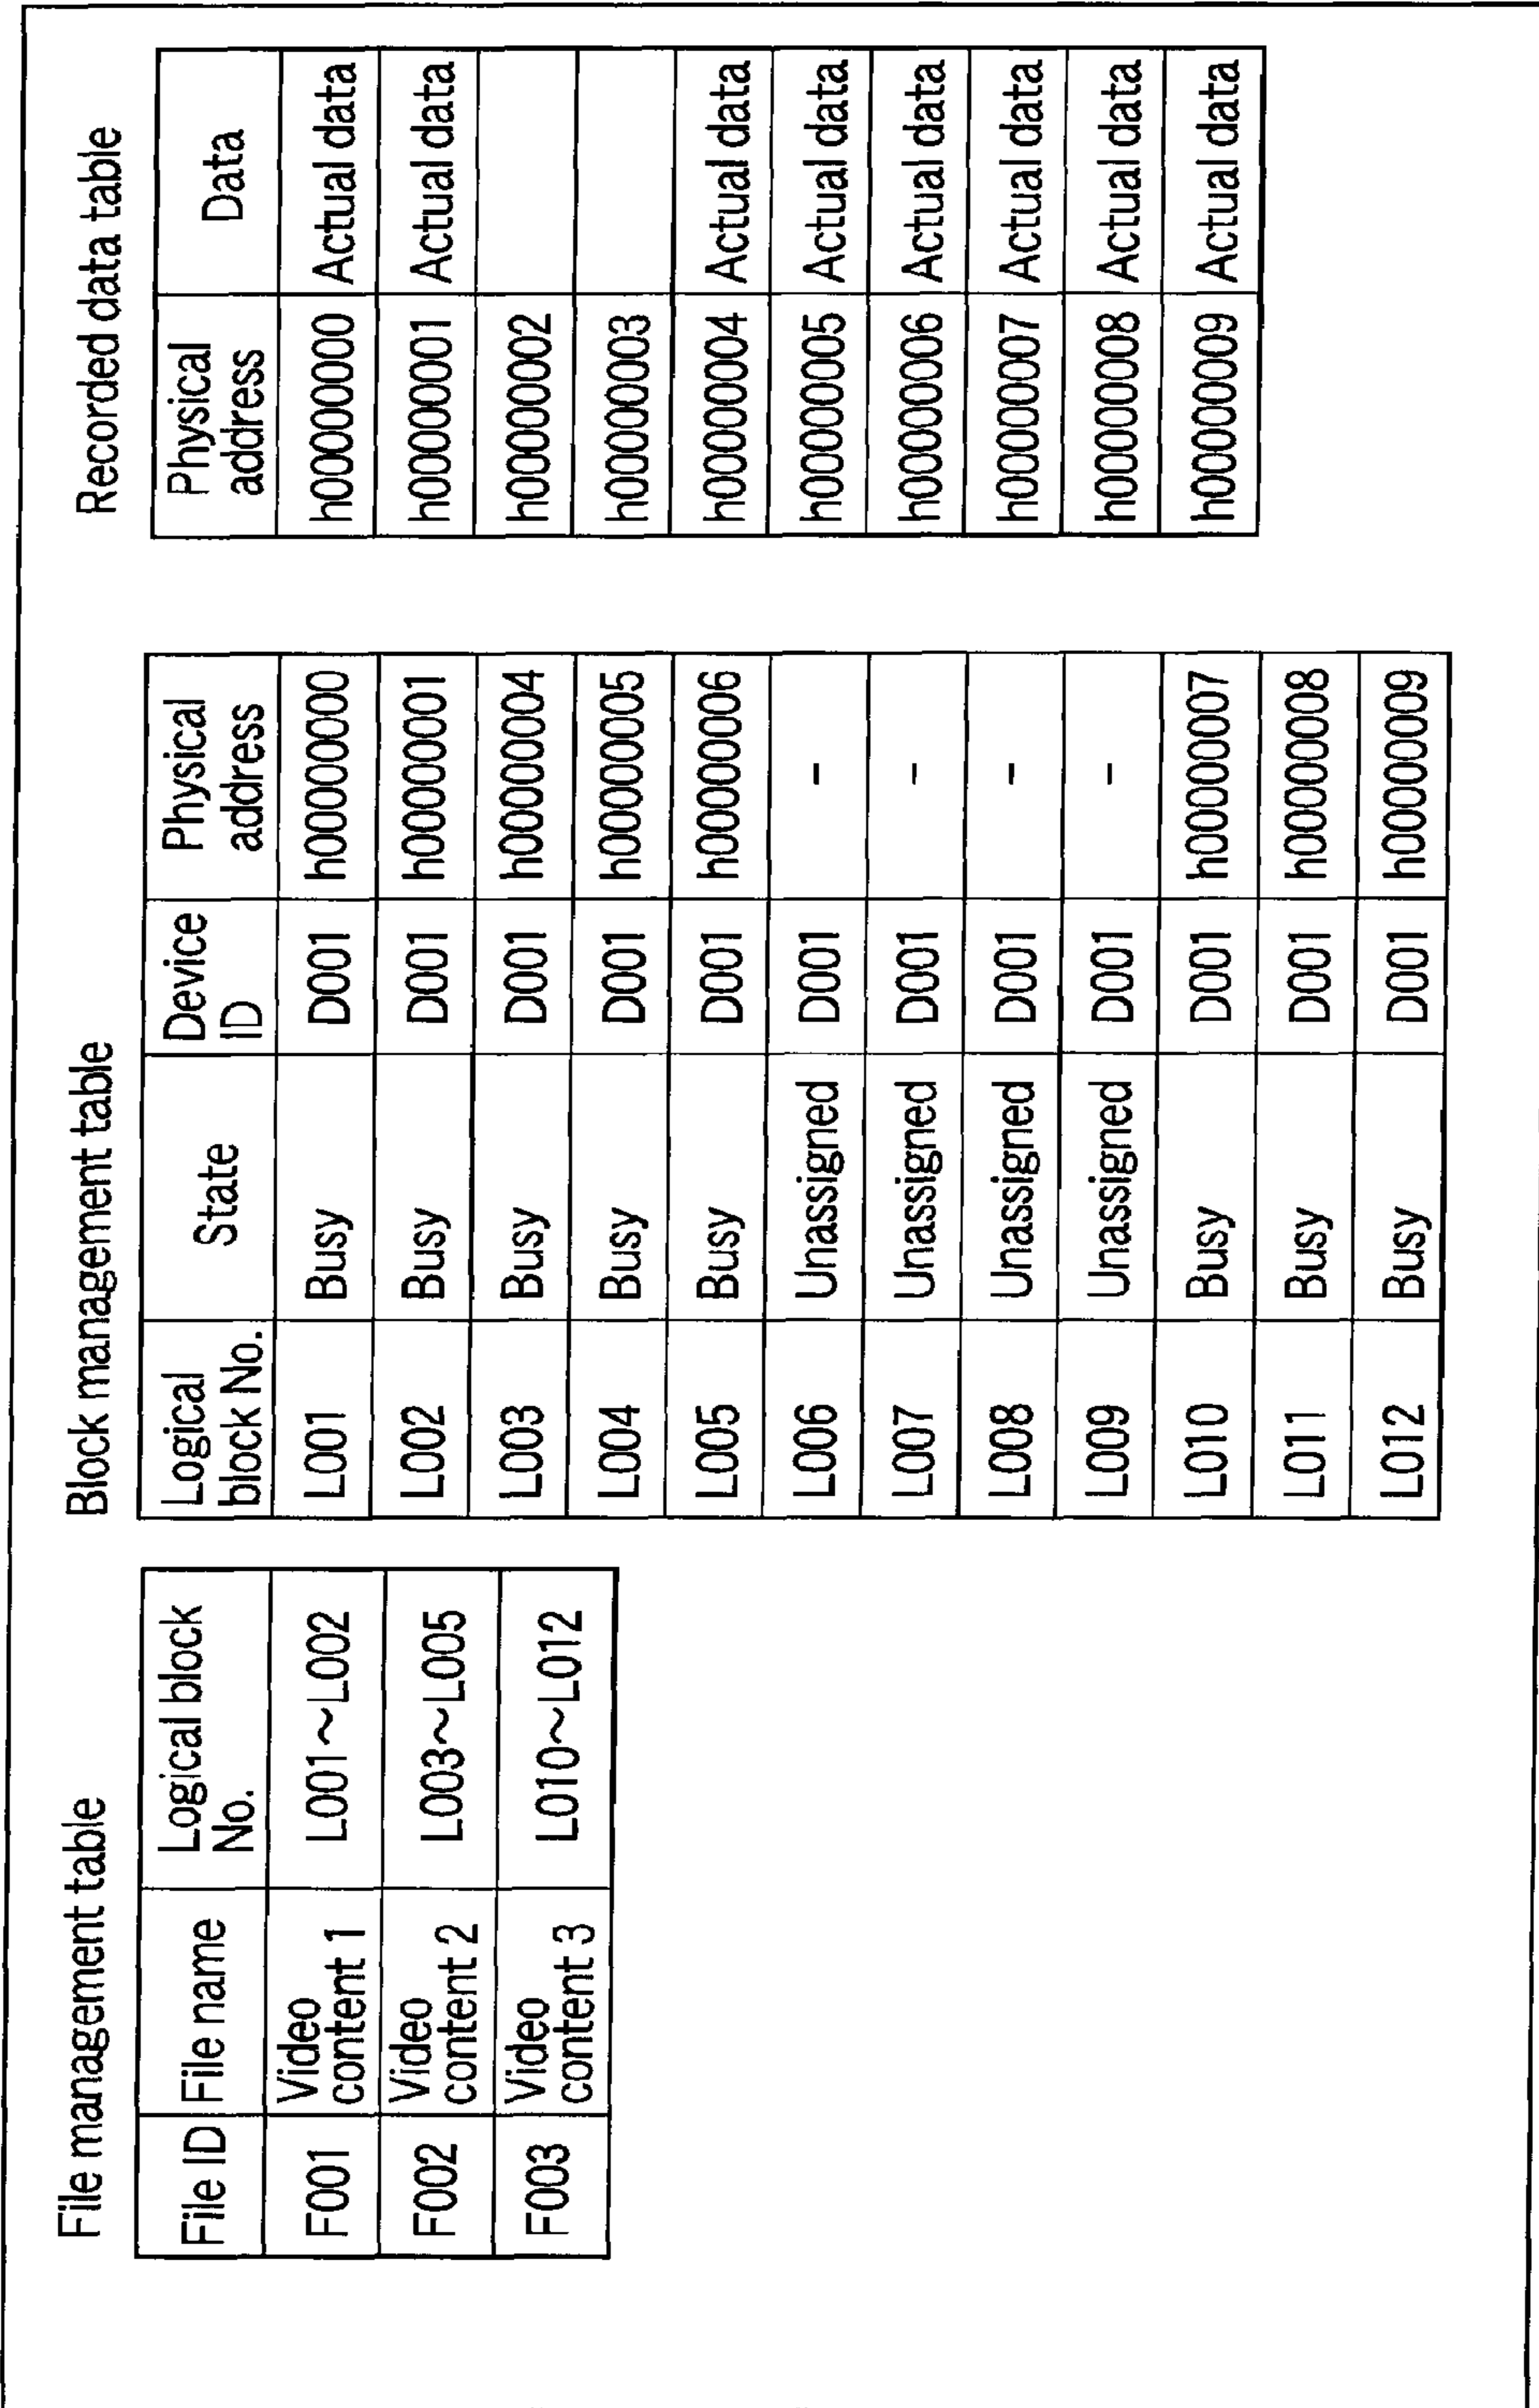 File management table
File ID File name Logical block No.
F001 Video content 1 L001~L002
F002 Video content 2 L003~L005
F003 Video content 3 L010~L012
Block management table
Logical block No. State Device ID Physical address
L001 Busy D001 h00000000
L002 Busy D001 h00000001
L003 Busy D001 h00000004
L004 Busy D001 h00000005
L005 Busy D001 h00000006
L006 Unassigned D001 -
L007 Unassigned D001 -
L008 Unassigned D001 -
L009 Unassigned D001 -
L010 Busy D001 h00000007
L011 Busy D001 h00000008
L012 Busy D001 h00000009
Recorded data table
Physical address Data
h00000000 Actual data
h00000001 Actual data
h00000002
h00000003
h00000004 Actual data
h00000005 Actual data
h00000006 Actual data
h00000007 Actual data
h00000008 Actual data
h00000009 Actual data